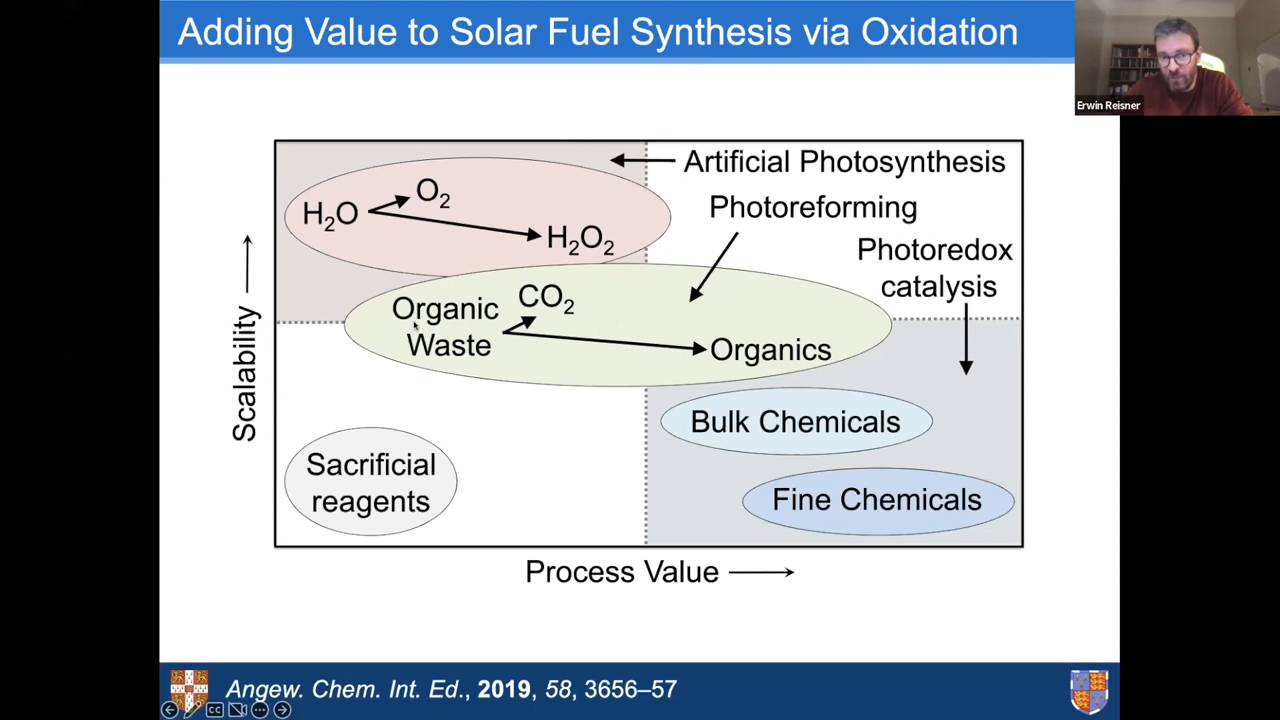 Adding Value to Solar Fuel Synthesis via Oxidation
Erwin Reisner
Artificial Photosynthesis
Photoreforming
Photoredox
catalysis
H₂O
O₂
H₂O₂
Organic
Waste
CO₂
Organics
Bulk Chemicals
Fine Chemicals
Sacrificial
reagents
Scalability
Process Value
Angew. Chem. Int. Ed., 2019, 58, 3656–57
CC